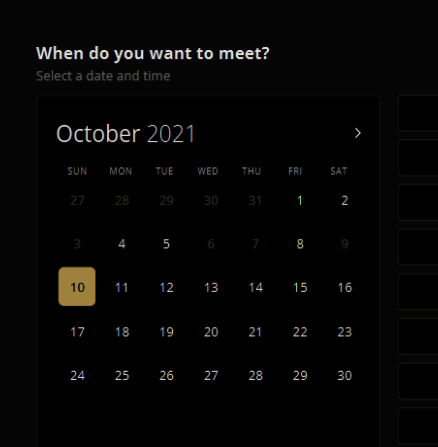 When do you want to meet?
Select a date and time
October 2021
SUN MON TUE WED THU FRI SAT
27 28 29 30 31 1 2
3 4 5 6 7 8 9
10 11 12 13 14 15 16
17 18 19 20 21 22 23
24 25 26 27 28 29 30